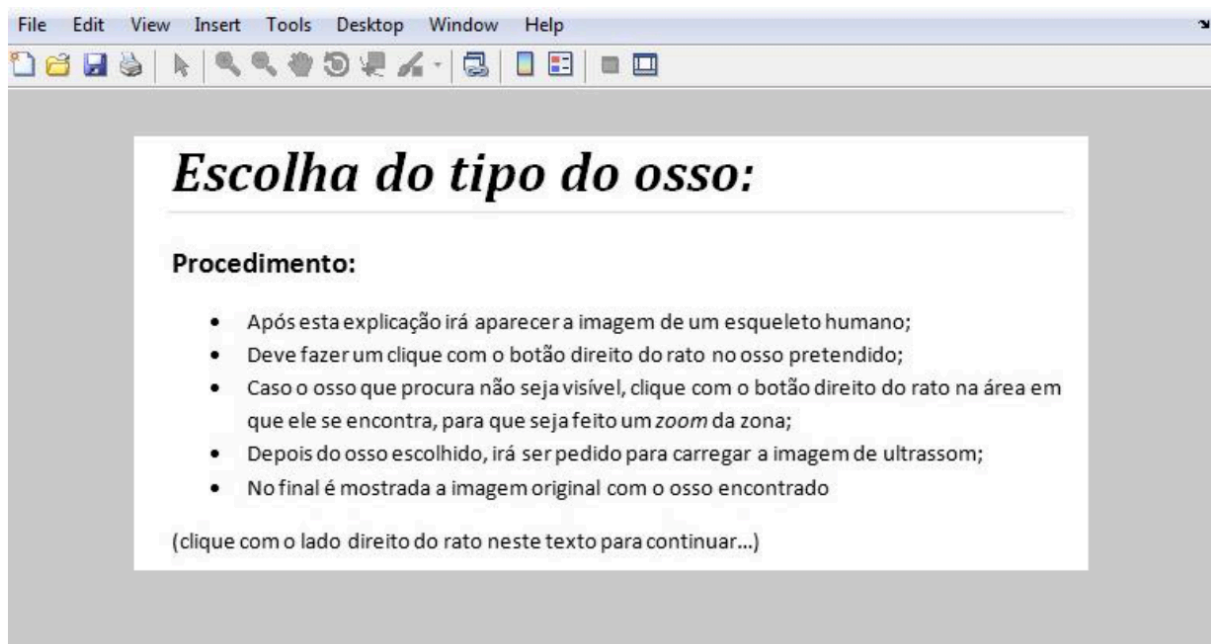 File Edit View Insert Tools Desktop Window Help
Escolha do tipo do osso:
Procedimento:
• Após esta explicação irá aparecer a imagem de um esqueleto humano;
• Deve fazer um clique com o botão direito do rato no osso pretendido;
• Caso o osso que procura não seja visível, clique com o botão direito do rato na área em
que ele se encontra, para que seja feito um zoom da zona;
• Depois do osso escolhido, irá ser pedido para carregar a imagem de ultrassom;
• No final é mostrada a imagem original com o osso encontrado
(clique com o lado direito do rato neste texto para continuar...)